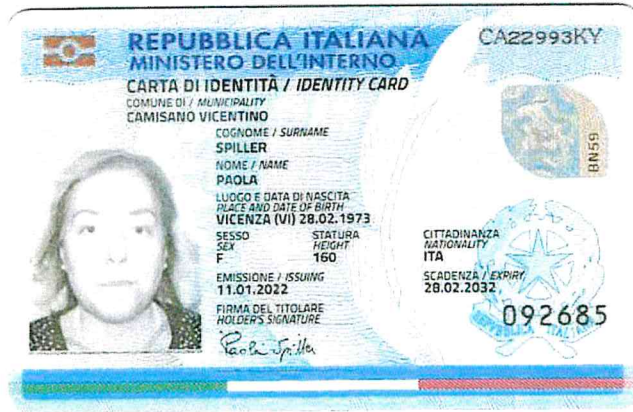 REPUBBLICA ITALIANA
CA22993KY
MINISTERO DELL'INTERNO
CARTA DI IDENTITÀ / IDENTITY CARD
COMUNE DI / MUNICIPALITY
CAMISANO VICENTINO
COGNOME / SURNAME
SPILLER
NOME / NAME
PAOLA
BN59
LUOGO E DATA DI NASCITA
PLACE AND DATE OF BIRTH
VICENZA (VI) 28.02.1973
SESSO STATURA CITTADINANZA
SEX HEIGHT NATIONALITY
F 160 ITA
EMISSIONE / ISSUING SCADENZA / EXPIRY
11.01.2022 28.02.2032
FIRMA DEL TITOLARE
HOLDER'S SIGNATURE
092685
Paola Spiller
REPUBBLICA ITALIANA